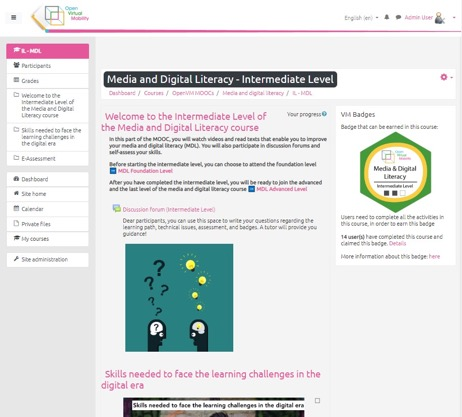 Open
Virtual
Mobility
English (en)
Admin User
IL - MDL
Participants
Grades
Welcome to the
Intermediate Level of
the Media and Digital
Literacy course
Skills needed to face the
learning challenges in the
digital era
E-Assessment
Dashboard
Site home
Calendar
Private files
My courses
Site administration
Media and Digital Literacy - Intermediate Level
Dashboard / Courses / OpenVM MOOCs / Media and digital literacy / IL - MDL
Your progress
Welcome to the Intermediate Level of
the Media and Digital Literacy course
In this part of the MOOC, you will watch videos and read texts that enable you to improve
your media and digital literacy (MDL). You will also participate in discussion forums and
self-assess your skills.
Before starting the intermediate level, you can choose to attend the foundation level
MDL Foundation Level
After you have completed the intermediate level, you will be ready to join the advanced
and the last level of the media and digital literacy course MDL Advanced Level
Discussion forum (Intermediate Level)
Dear participants, you can use this space to write your questions regarding the
learning path, technical issues, assessment, and badges. A tutor will provide you
guidance!
? ? ?
?
Skills needed to face the learning challenges in the
digital era
Skills needed to face the learning challenges in the digital era
VM Badges
Badge that can be earned in this course:
Media & Digital
Literacy
Intermediate Level
Users need to complete all the activities in
this course, in order to earn this badge
14 user(s) have completed this course and
claimed this badge. Details
More information about this badge: here